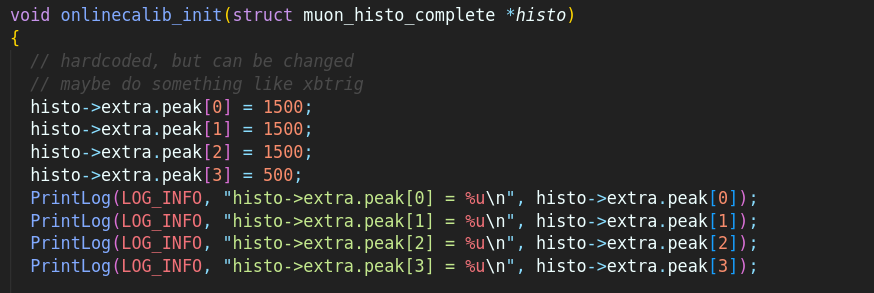 void onlinecalib_init(struct muon_histo_complete *histo)
{
  // hardcoded, but can be changed
  // maybe do something like xbtrig
  histo->extra.peak[0] = 1500;
  histo->extra.peak[1] = 1500;
  histo->extra.peak[2] = 1500;
  histo->extra.peak[3] = 500;
  PrintLog(LOG_INFO, "histo->extra.peak[0] = %u\n", histo->extra.peak[0]);
  PrintLog(LOG_INFO, "histo->extra.peak[1] = %u\n", histo->extra.peak[1]);
  PrintLog(LOG_INFO, "histo->extra.peak[2] = %u\n", histo->extra.peak[2]);
  PrintLog(LOG_INFO, "histo->extra.peak[3] = %u\n", histo->extra.peak[3]);